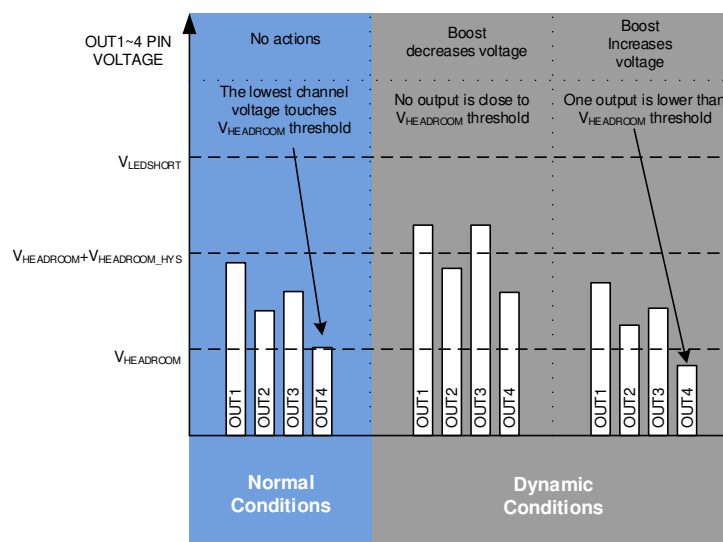 OUT1~4 PIN
VOLTAGE
No actions
Boost
decreases voltage
Boost
Increases
voltage
The lowest channel
voltage touches
VHEADROOM threshold
No output is close to
VHEADROOM threshold
One output is lower than
VHEADROOM threshold
VLEDSHORT
VHEADROOM+VHEADROOM_HYS
VHEADROOM
OUT1
OUT2
OUT3
OUT4
OUT1
OUT2
OUT3
OUT4
OUT1
OUT2
OUT3
OUT4
Normal
Conditions
Dynamic
Conditions